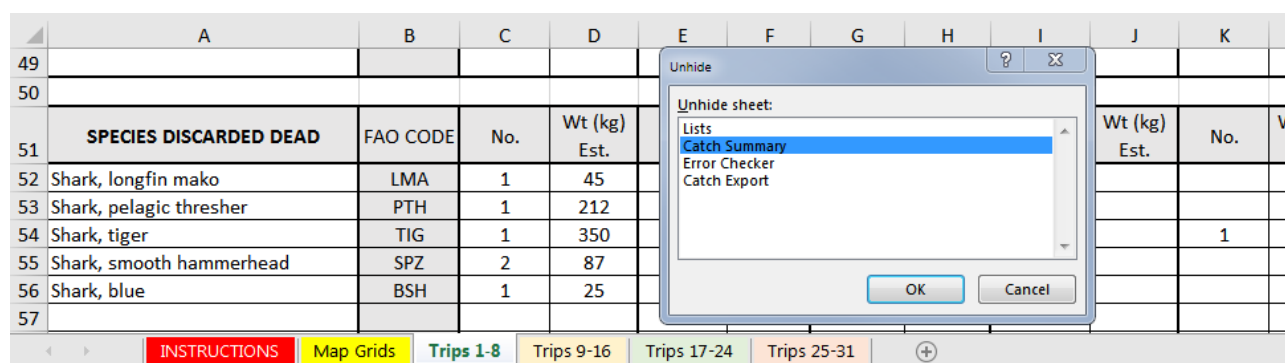 A B C D E F G H I J K
49
50
51 SPECIES DISCARDED DEAD FAO CODE No. Wt (kg) Est. Wt (kg) Est. No.
52 Shark, longfin mako LMA 1 45
53 Shark, pelagic thresher PTH 1 212
54 Shark, tiger TIG 1 350 1
55 Shark, smooth hammerhead SPZ 2 87
56 Shark, blue BSH 1 25
57
Unhide
Unhide sheet:
Lists
Catch Summary
Error Checker
Catch Export
OK Cancel
INSTRUCTIONS Map Grids Trips 1-8 Trips 9-16 Trips 17-24 Trips 25-31